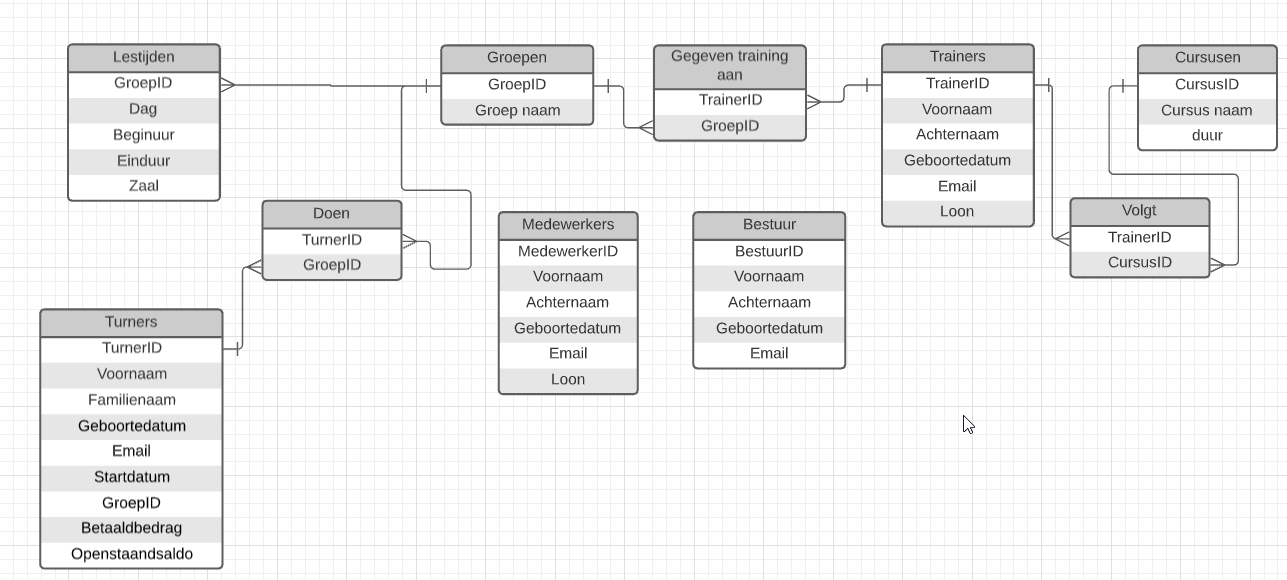 Lestijden
GroepID
Dag
Beginuur
Einduur
Zaal
Groepen
GroepID
Groep naam
Gegeven training
aan
TrainerID
GroepID
Trainers
TrainerID
Voornaam
Achternaam
Geboortedatum
Email
Loon
Cursusen
CursusID
Cursus naam
duur
Doen
TurnerID
GroepID
Medewerkers
MedewerkerID
Voornaam
Achternaam
Geboortedatum
Email
Loon
Bestuur
BestuurID
Voornaam
Achternaam
Geboortedatum
Email
Volgt
TrainerID
CursusID
Turners
TurnerID
Voornaam
Familienaam
Geboortedatum
Email
Startdatum
GroepID
Betaaldbedrag
Openstaandsaldo